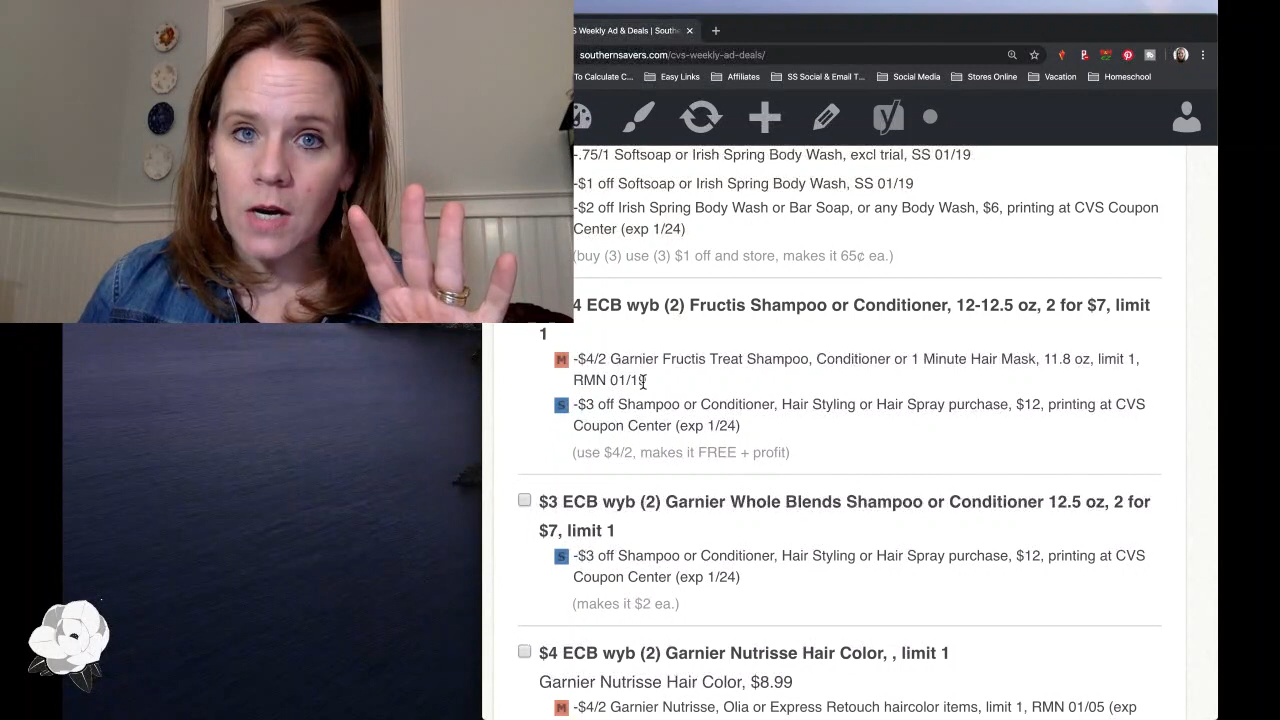 S Weekly Ad & Deals | South
southernsavers.com/cvs-weekly-ad-deals/
To Calculate C... Easy Links Affiliates SS Social & Email T... Social Media Stores Online Vacation Homeschool
-.75/1 Softsoap or Irish Spring Body Wash, excl trial, SS 01/19
-$1 off Softsoap or Irish Spring Body Wash, SS 01/19
-$2 off Irish Spring Body Wash or Bar Soap, or any Body Wash, $6, printing at CVS Coupon
Center (exp 1/24)
(buy (3) use (3) $1 off and store, makes it 65¢ ea.)
4 ECB wyb (2) Fructis Shampoo or Conditioner, 12-12.5 oz, 2 for $7, limit
1
M -$4/2 Garnier Fructis Treat Shampoo, Conditioner or 1 Minute Hair Mask, 11.8 oz, limit 1,
RMN 01/19
S -$3 off Shampoo or Conditioner, Hair Styling or Hair Spray purchase, $12, printing at CVS
Coupon Center (exp 1/24)
(use $4/2, makes it FREE + profit)
$3 ECB wyb (2) Garnier Whole Blends Shampoo or Conditioner 12.5 oz, 2 for
$7, limit 1
S -$3 off Shampoo or Conditioner, Hair Styling or Hair Spray purchase, $12, printing at CVS
Coupon Center (exp 1/24)
(makes it $2 ea.)
$4 ECB wyb (2) Garnier Nutrisse Hair Color, , limit 1
Garnier Nutrisse Hair Color, $8.99
M -$4/2 Garnier Nutrisse, Olia or Express Retouch haircolor items, limit 1, RMN 01/05 (exp